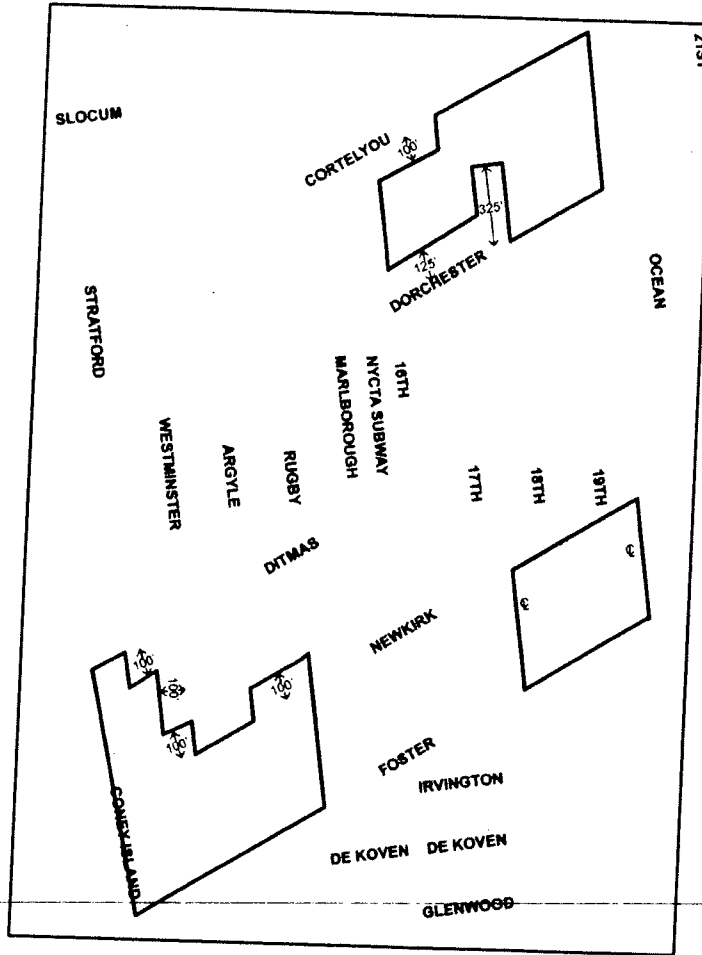 21ST
SLOCUM
CORTELYOU
100'
325'
125'
DORCHESTER
OCEAN
STRATFORD
16TH
NYCTA SUBWAY
MARLBOROUGH
WESTMINSTER
ARGYLE
RUGBY
17TH
18TH
19TH
DITMAS
℄
℄
NEWKIRK
100'
100'
100'
100'
FOSTER
IRVINGTON
CONEY ISLAND
DE KOVEN
DE KOVEN
GLENWOOD